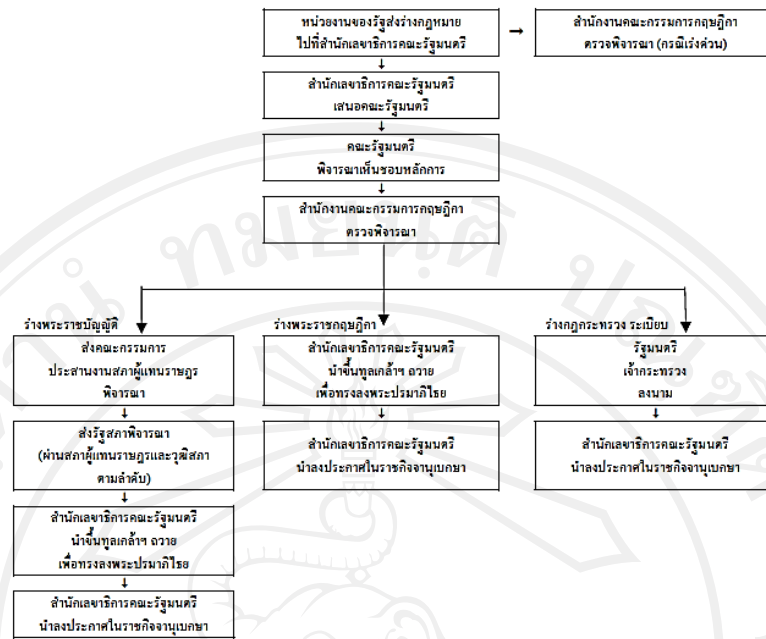 หน่วยงานของรัฐส่งร่างกฎหมาย
ไปที่สำนักเลขาธิการคณะรัฐมนตรี
→
สำนักงานคณะกรรมการกฤษฎีกา
ตรวจพิจารณา (กรณีเร่งด่วน)
สำนักเลขาธิการคณะรัฐมนตรี
เสนอคณะรัฐมนตรี
คณะรัฐมนตรี
พิจารณาเห็นชอบหลักการ
สำนักงานคณะกรรมการกฤษฎีกา
ตรวจพิจารณา
ร่างพระราชบัญญัติ
ส่งคณะกรรมการ
ประสานงานสภาผู้แทนราษฎร
พิจารณา
ส่งรัฐสภาพิจารณา
(ผ่านสภาผู้แทนราษฎรและวุฒิสภา
ตามลำดับ)
สำนักเลขาธิการคณะรัฐมนตรี
นำขึ้นทูลเกล้าฯ ถวาย
เพื่อทรงลงพระปรมาภิไธย
สำนักเลขาธิการคณะรัฐมนตรี
นำลงประกาศในราชกิจจานุเบกษา
ร่างพระราชกฤษฎีกา
สำนักเลขาธิการคณะรัฐมนตรี
นำขึ้นทูลเกล้าฯ ถวาย
เพื่อทรงลงพระปรมาภิไธย
สำนักเลขาธิการคณะรัฐมนตรี
นำลงประกาศในราชกิจจานุเบกษา
ร่างกฎกระทรวง ระเบียบ
รัฐมนตรี
เจ้ากระทรวง
ลงนาม
สำนักเลขาธิการคณะรัฐมนตรี
นำลงประกาศในราชกิจจานุเบกษา